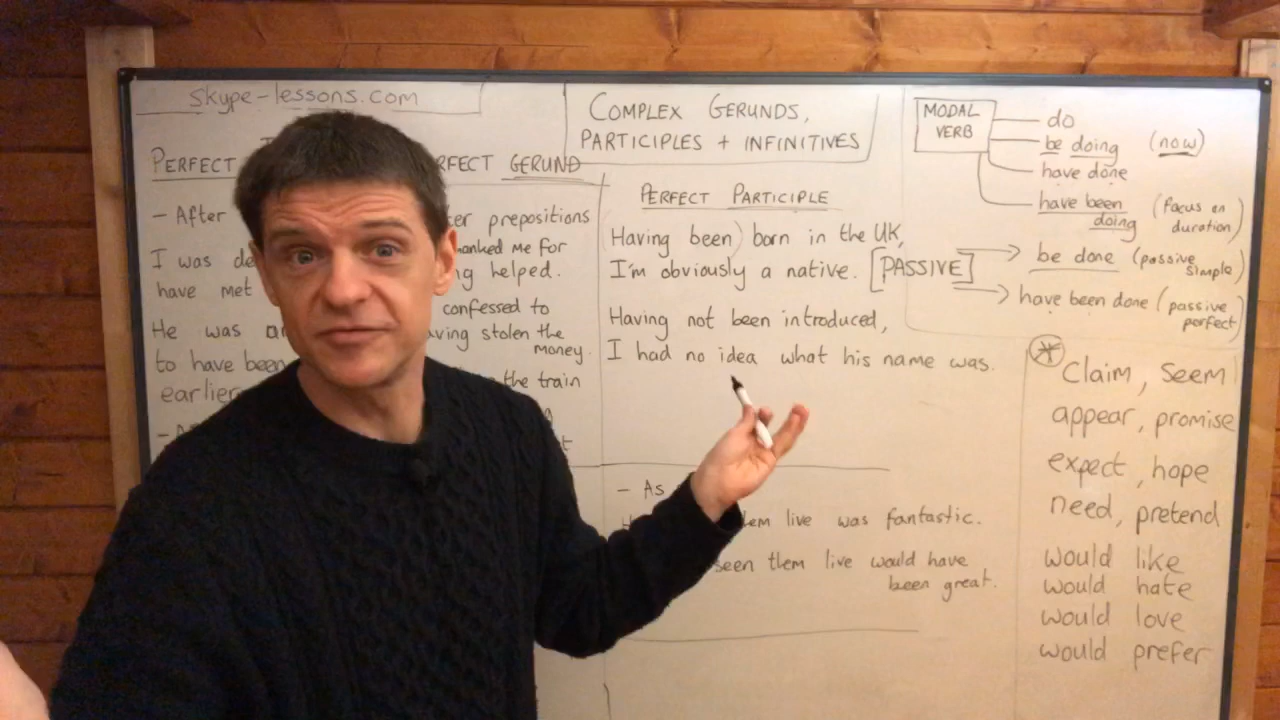 skype-lessons.com
COMPLEX GERUNDS,
PARTICIPLES + INFINITIVES
PERFECT
RFECT GERUND
- After
prepositions
I was
anked me for
have met
helped.
He was
confessed to
to have been
stolen the
money.
earlier
the train
PERFECT PARTICIPLE
(Having been) born in the UK,
I'm obviously a native. [PASSIVE]
Having not been introduced,
I had no idea what his name was.
- As
live was fantastic.
seen them live would have
been great.
MODAL
VERB
do
be doing (now)
have done
have been
doing
(focus on
duration)
be done (passive
simple)
have been done (passive
perfect)
* Claim, seem
appear, promise
expect, hope
need, pretend
would like
would hate
would love
would prefer